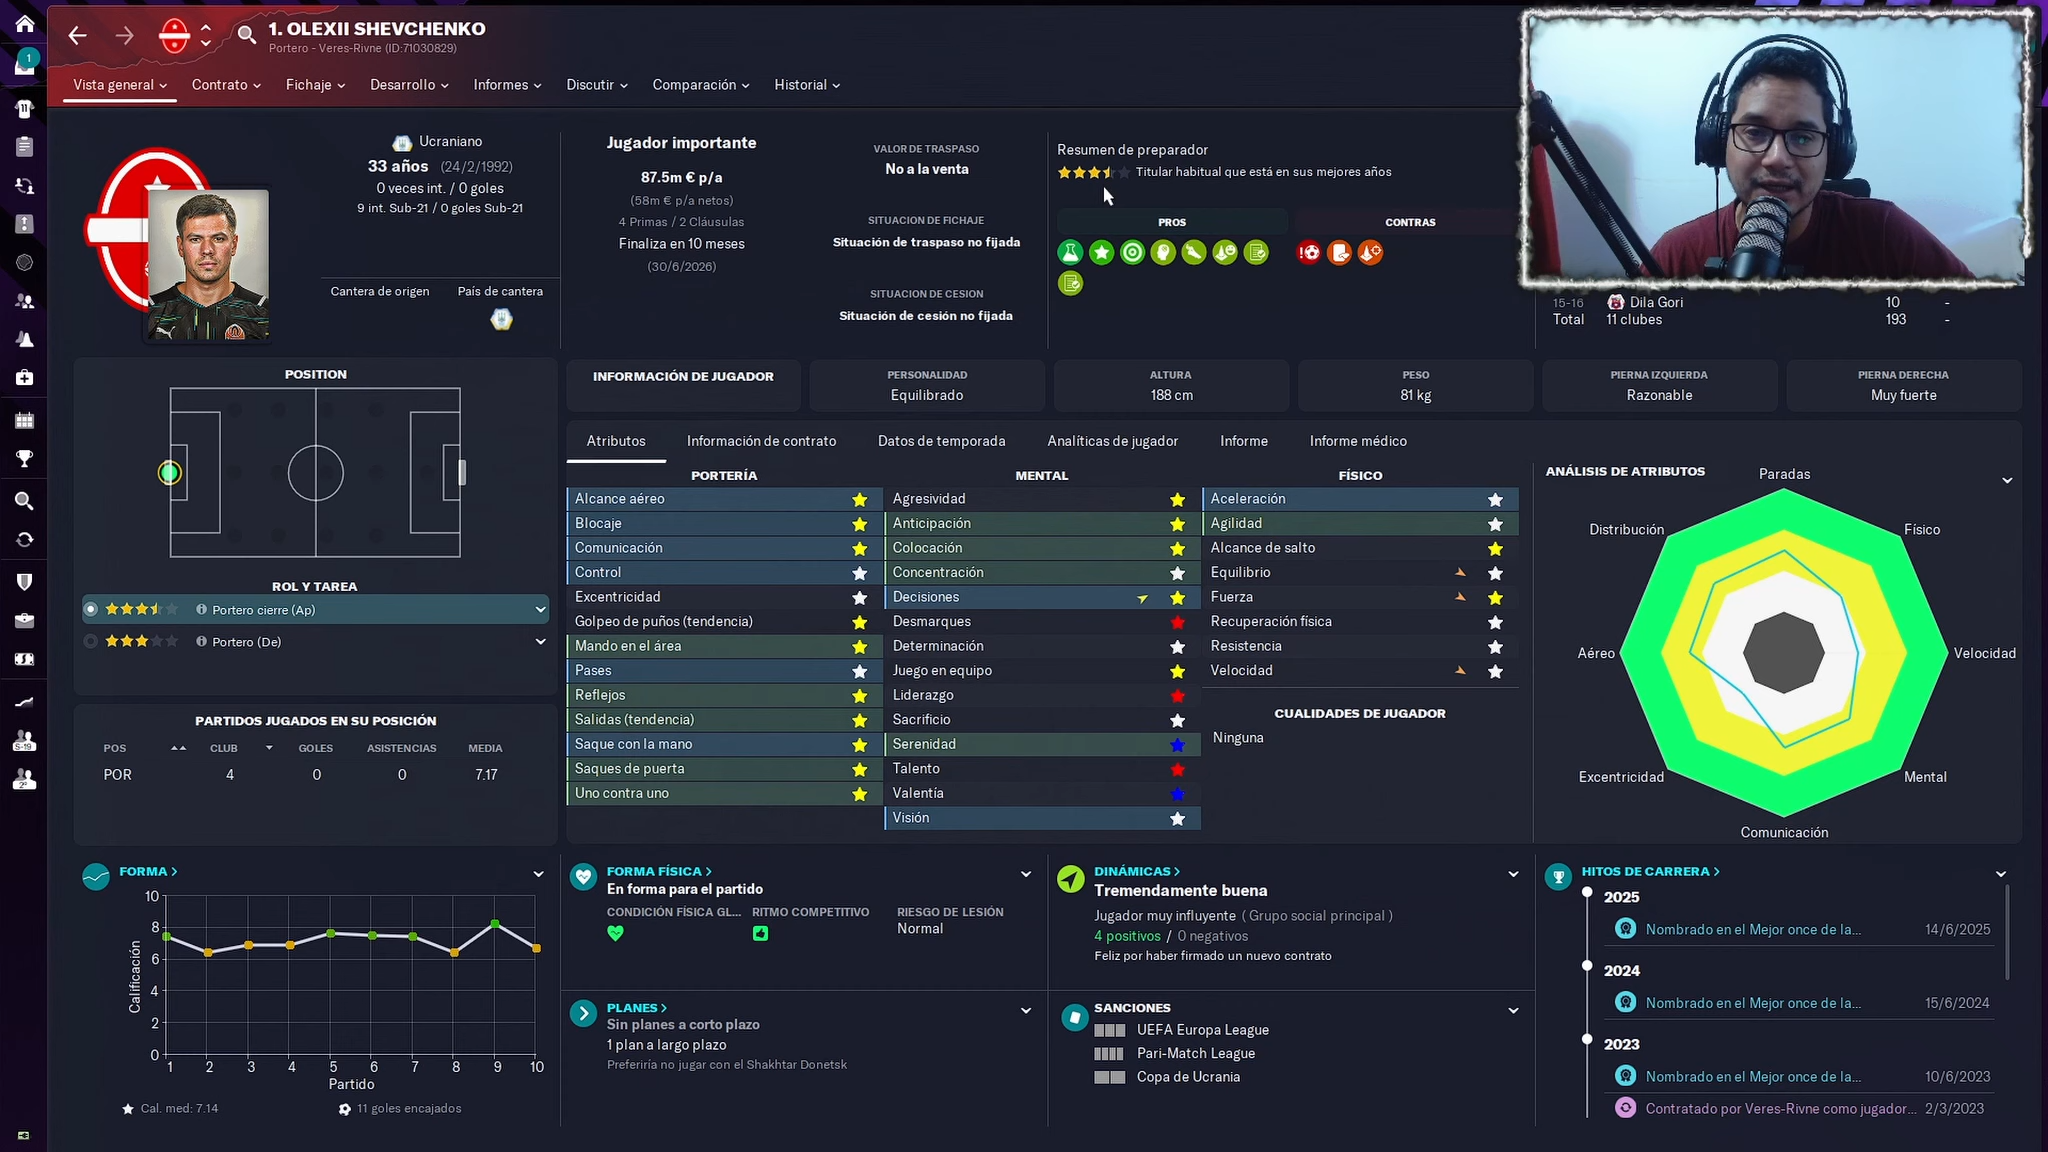 1. OLEXII SHEVCHENKO
Portero - Veres-Rivne (ID:71030829)
1
Vista general
Contrato
Fichaje
Desarrollo
Informes
Discutir
Comparación
Historial
Ucraniano
33 años (24/2/1992)
0 veces int. / 0 goles
9 int. Sub-21 / 0 goles Sub-21
Cantera de origen
País de cantera
Jugador importante
87.5m € p/a
(58m € p/a netos)
4 Primas / 2 Cláusulas
Finaliza en 10 meses
(30/6/2026)
VALOR DE TRASPASO
No a la venta
SITUACION DE FICHAJE
Situación de traspaso no fijada
SITUACION DE CESION
Situación de cesión no fijada
Resumen de preparador
Titular habitual que está en sus mejores años
PROS
CONTRAS
15-16 Dila Gori 10 -
Total 11 clubes 193 -
POSITION
ROL Y TAREA
Portero cierre (Ap)
Portero (De)
PARTIDOS JUGADOS EN SU POSICIÓN
POS CLUB GOLES ASISTENCIAS MEDIA
POR 4 0 0 7.17
INFORMACIÓN DE JUGADOR
PERSONALIDAD
Equilibrado
ALTURA
188 cm
PESO
81 kg
PIERNA IZQUIERDA
Razonable
PIERNA DERECHA
Muy fuerte
Atributos
Información de contrato
Datos de temporada
Analíticas de jugador
Informe
Informe médico
PORTERÍA
Alcance aéreo
Blocaje
Comunicación
Control
Excentricidad
Golpeo de puños (tendencia)
Mando en el área
Pases
Reflejos
Salidas (tendencia)
Saque con la mano
Saques de puerta
Uno contra uno
MENTAL
Agresividad
Anticipación
Colocación
Concentración
Decisiones
Desmarques
Determinación
Juego en equipo
Liderazgo
Sacrificio
Serenidad
Talento
Valentía
Visión
FÍSICO
Aceleración
Agilidad
Alcance de salto
Equilibrio
Fuerza
Recuperación física
Resistencia
Velocidad
CUALIDADES DE JUGADOR
Ninguna
ANÁLISIS DE ATRIBUTOS
Paradas
Distribución
Físico
Aéreo
Velocidad
Excentricidad
Mental
Comunicación
S-19
2º
FORMA >
10
8
6
4
2
0
Calificación
1 2 3 4 5 6 7 8 9 10
Partido
Cal. med: 7.14
11 goles encajados
FORMA FÍSICA >
En forma para el partido
CONDICIÓN FÍSICA GL...
RITMO COMPETITIVO
RIESGO DE LESIÓN
Normal
PLANES >
Sin planes a corto plazo
1 plan a largo plazo
Preferiría no jugar con el Shakhtar Donetsk
DINÁMICAS >
Tremendamente buena
Jugador muy influyente ( Grupo social principal )
4 positivos / 0 negativos
Feliz por haber firmado un nuevo contrato
SANCIONES
UEFA Europa League
Pari-Match League
Copa de Ucrania
HITOS DE CARRERA >
2025
Nombrado en el Mejor once de la... 14/6/2025
2024
Nombrado en el Mejor once de la... 15/6/2024
2023
Nombrado en el Mejor once de la... 10/6/2023
Contratado por Veres-Rivne como jugador... 2/3/2023